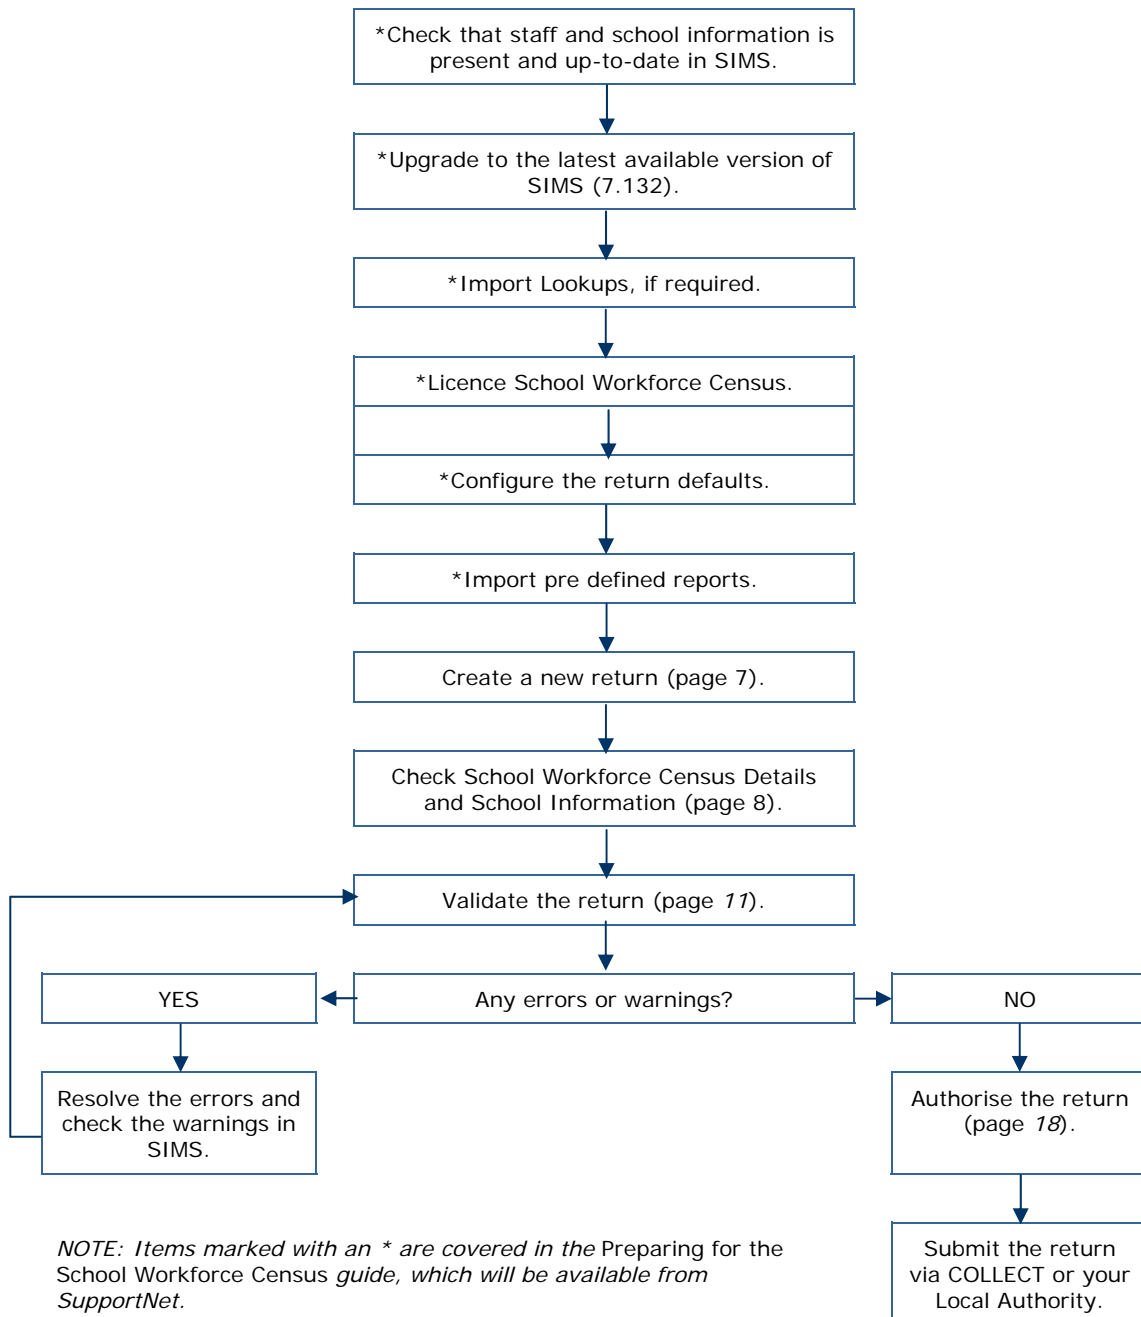 *Check that staff and school information is
present and up-to-date in SIMS.
*Upgrade to the latest available version of
SIMS (7.132).
*Import Lookups, if required.
*Licence School Workforce Census.
*Configure the return defaults.
*Import pre defined reports.
Create a new return (page 7).
Check School Workforce Census Details
and School Information (page 8).
Validate the return (page 11).
YES
Any errors or warnings?
NO
Resolve the errors and
check the warnings in
SIMS.
Authorise the return
(page 18).
NOTE: Items marked with an * are covered in the Preparing for the
School Workforce Census guide, which will be available from
SupportNet.
Submit the return
via COLLECT or your
Local Authority.